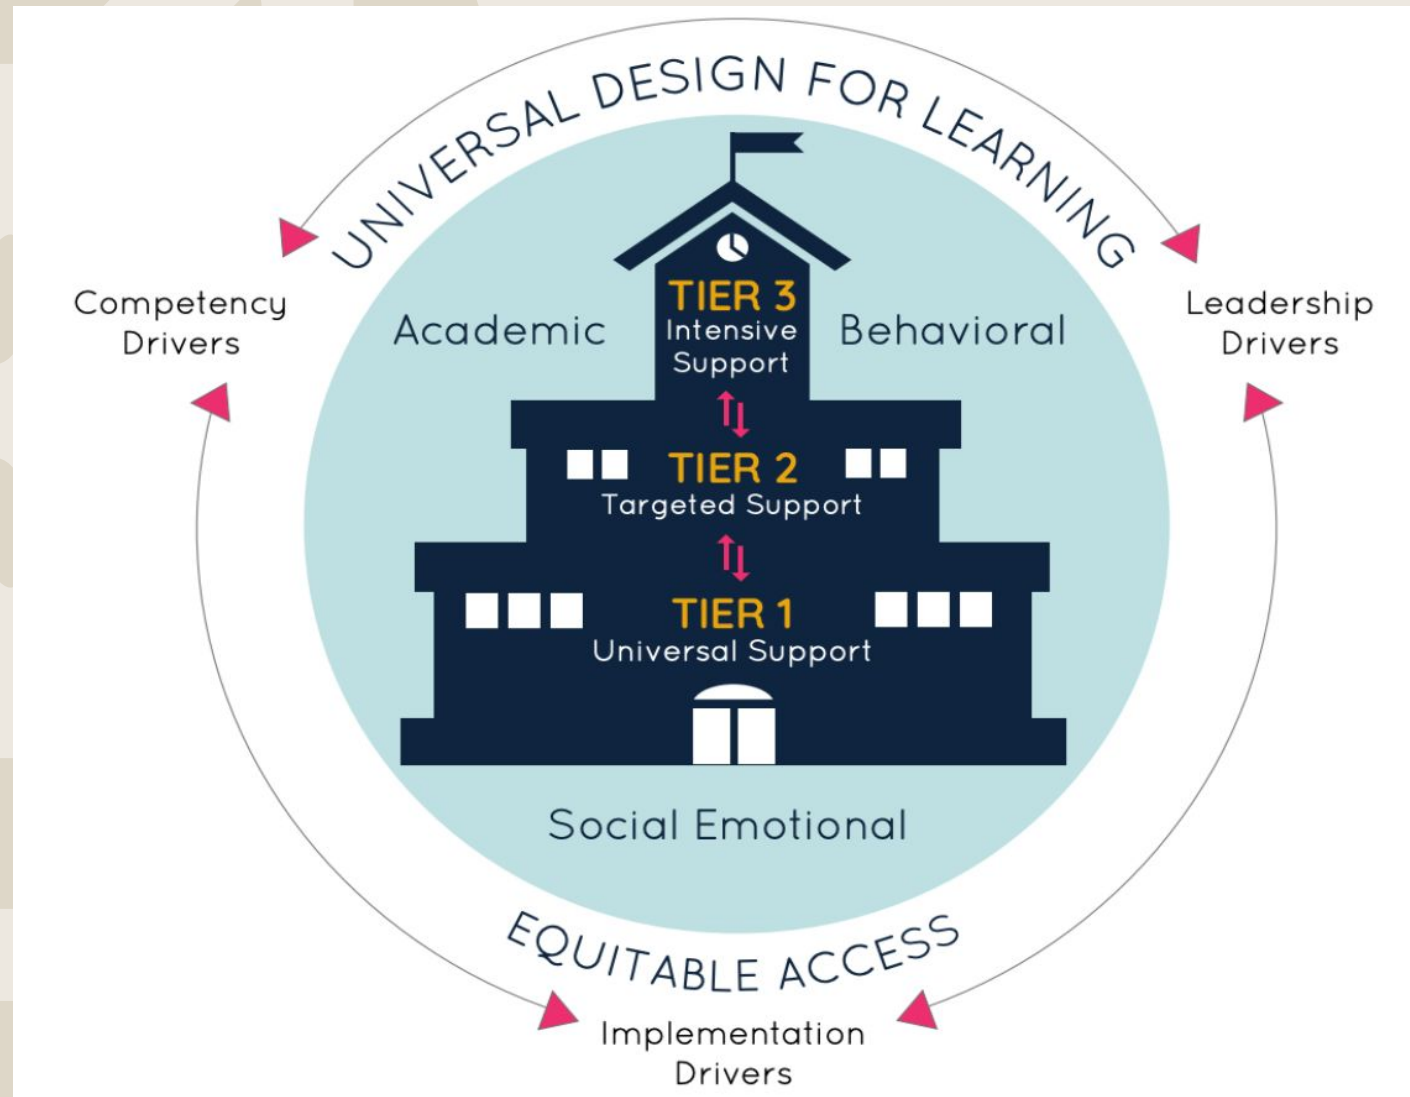 UNIVERSAL DESIGN FOR LEARNING
Competency
Drivers
Academic
TIER 3
Intensive
Support
Behavioral
Leadership
Drivers
TIER 2
Targeted Support
TIER 1
Universal Support
Social Emotional
EQUITABLE ACCESS
Implementation
Drivers